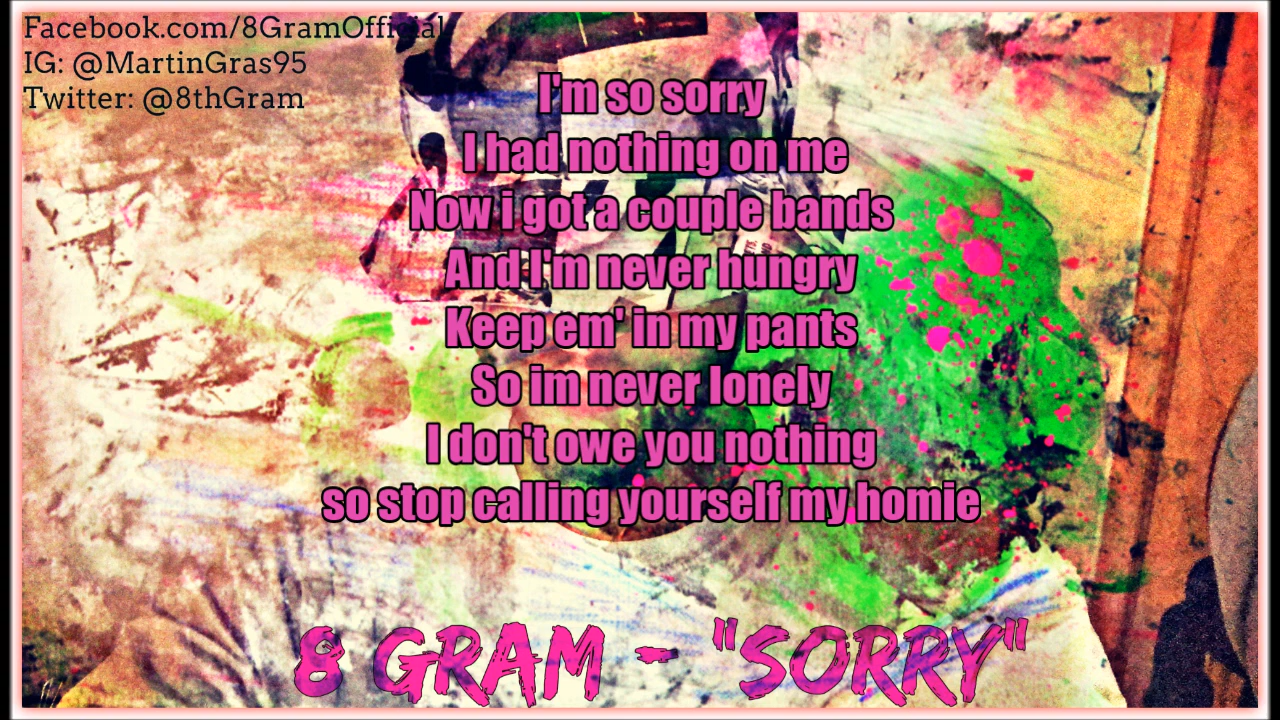 Facebook.com/8GramOfficial
IG: @MartinGras95
Twitter: @8thGram
I'm so sorry
I had nothing on me
Now i got a couple bands
And I'm never hungry
Keep em' in my pants
So im never lonely
I don't owe you nothing
so stop calling yourself my homie
8 GRAM - "SORRY"